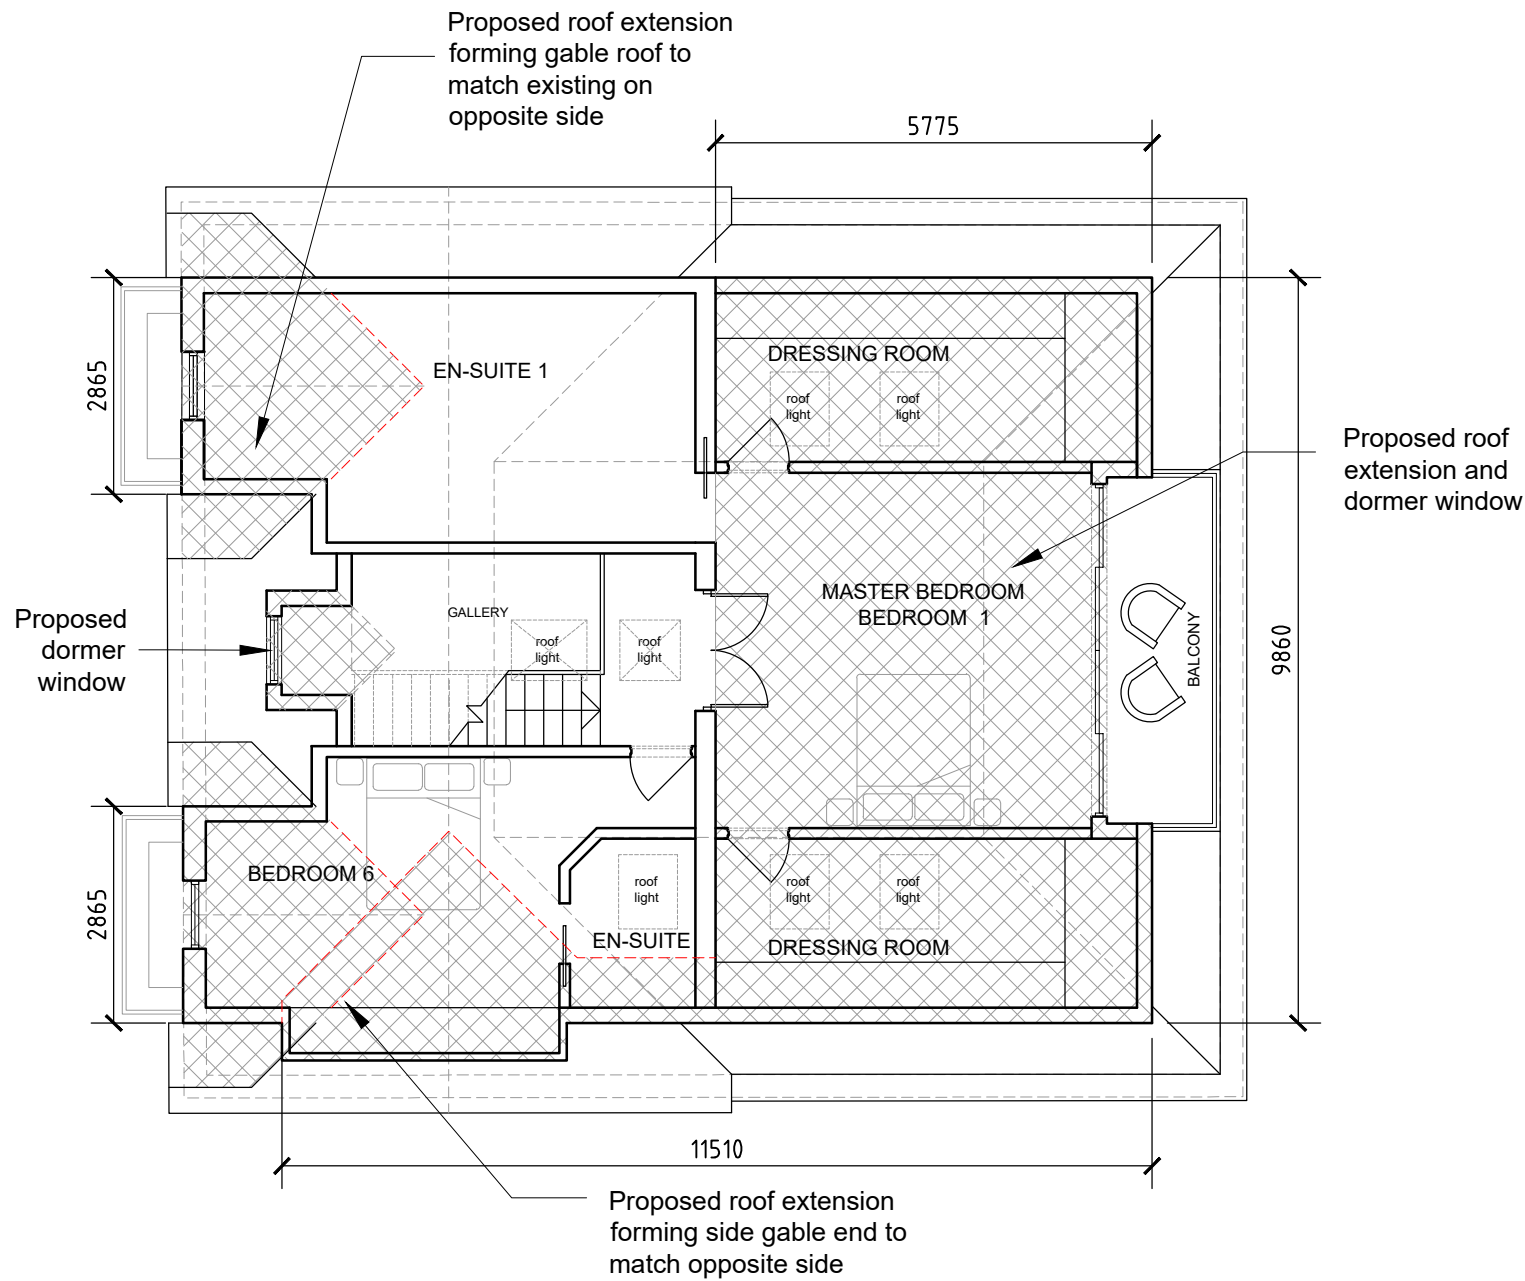 Proposed roof extension
forming gable roof to
match existing on
opposite side
5775
2865
EN-SUITE 1
DRESSING ROOM
roof
light
roof
light
Proposed roof
extension and
dormer window
Proposed
dormer
window
GALLERY
roof
light
roof
light
MASTER BEDROOM
BEDROOM 1
BALCONY
9860
2865
BEDROOM 6
roof
light
EN-SUITE
roof
light
roof
light
DRESSING ROOM
11510
Proposed roof extension
forming side gable end to
match opposite side